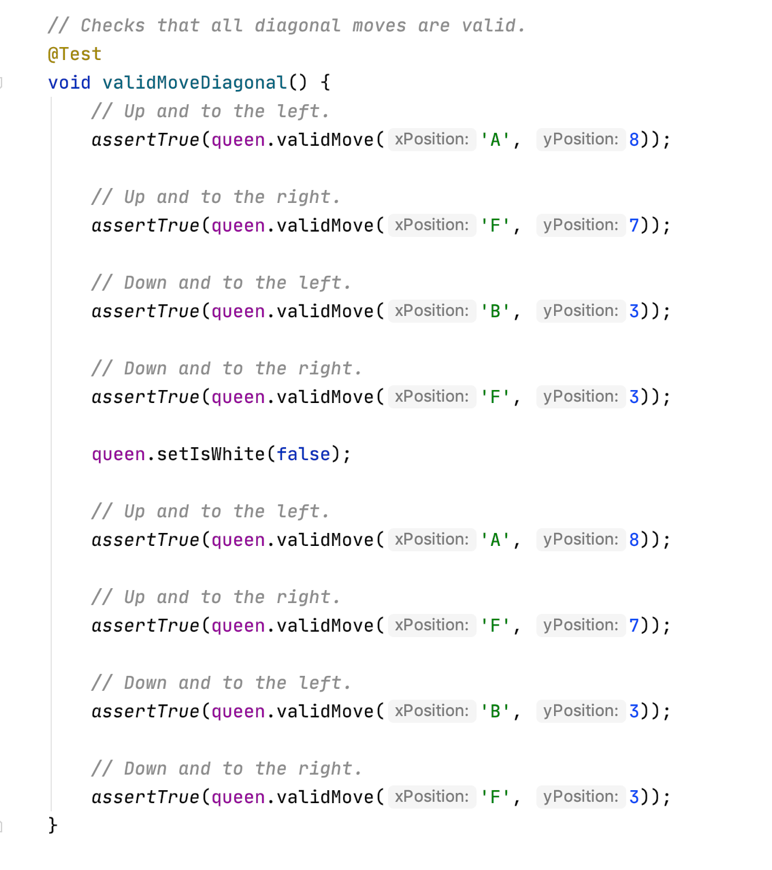 // Checks that all diagonal moves are valid.
@Test
void validMoveDiagonal() {
// Up and to the left.
assertTrue(queen.validMove( xPosition: 'A', yPosition: 8));
// Up and to the right.
assertTrue(queen.validMove( xPosition: 'F', yPosition: 7));
// Down and to the left.
assertTrue(queen.validMove( xPosition: 'B', yPosition: 3));
// Down and to the right.
assertTrue(queen.validMove( xPosition: 'F', yPosition: 3));
queen.setIsWhite(false);
// Up and to the left.
assertTrue(queen.validMove( xPosition: 'A', yPosition: 8));
// Up and to the right.
assertTrue(queen.validMove( xPosition: 'F', yPosition: 7));
// Down and to the left.
assertTrue(queen.validMove( xPosition: 'B', yPosition: 3));
// Down and to the right.
assertTrue(queen.validMove( xPosition: 'F', yPosition: 3));
}